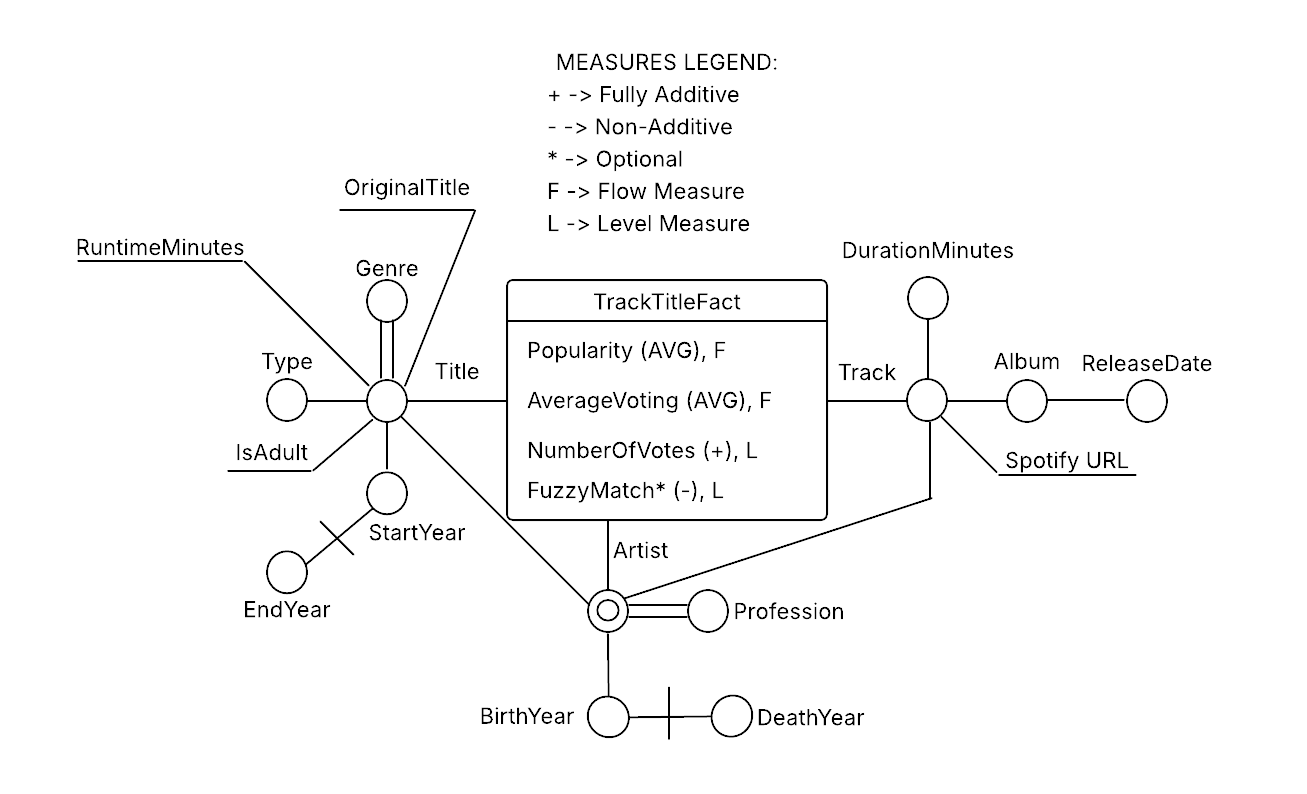 MEASURES LEGEND:
+ -> Fully Additive
- -> Non-Additive
* -> Optional
F -> Flow Measure
L -> Level Measure
OriginalTitle
RuntimeMinutes
Genre
Type
Title
IsAdult
StartYear
EndYear
TrackTitleFact
Popularity (AVG), F
AverageVoting (AVG), F
NumberOfVotes (+), L
FuzzyMatch* (-), L
DurationMinutes
Track
Album
ReleaseDate
Spotify URL
Artist
Profession
BirthYear
DeathYear